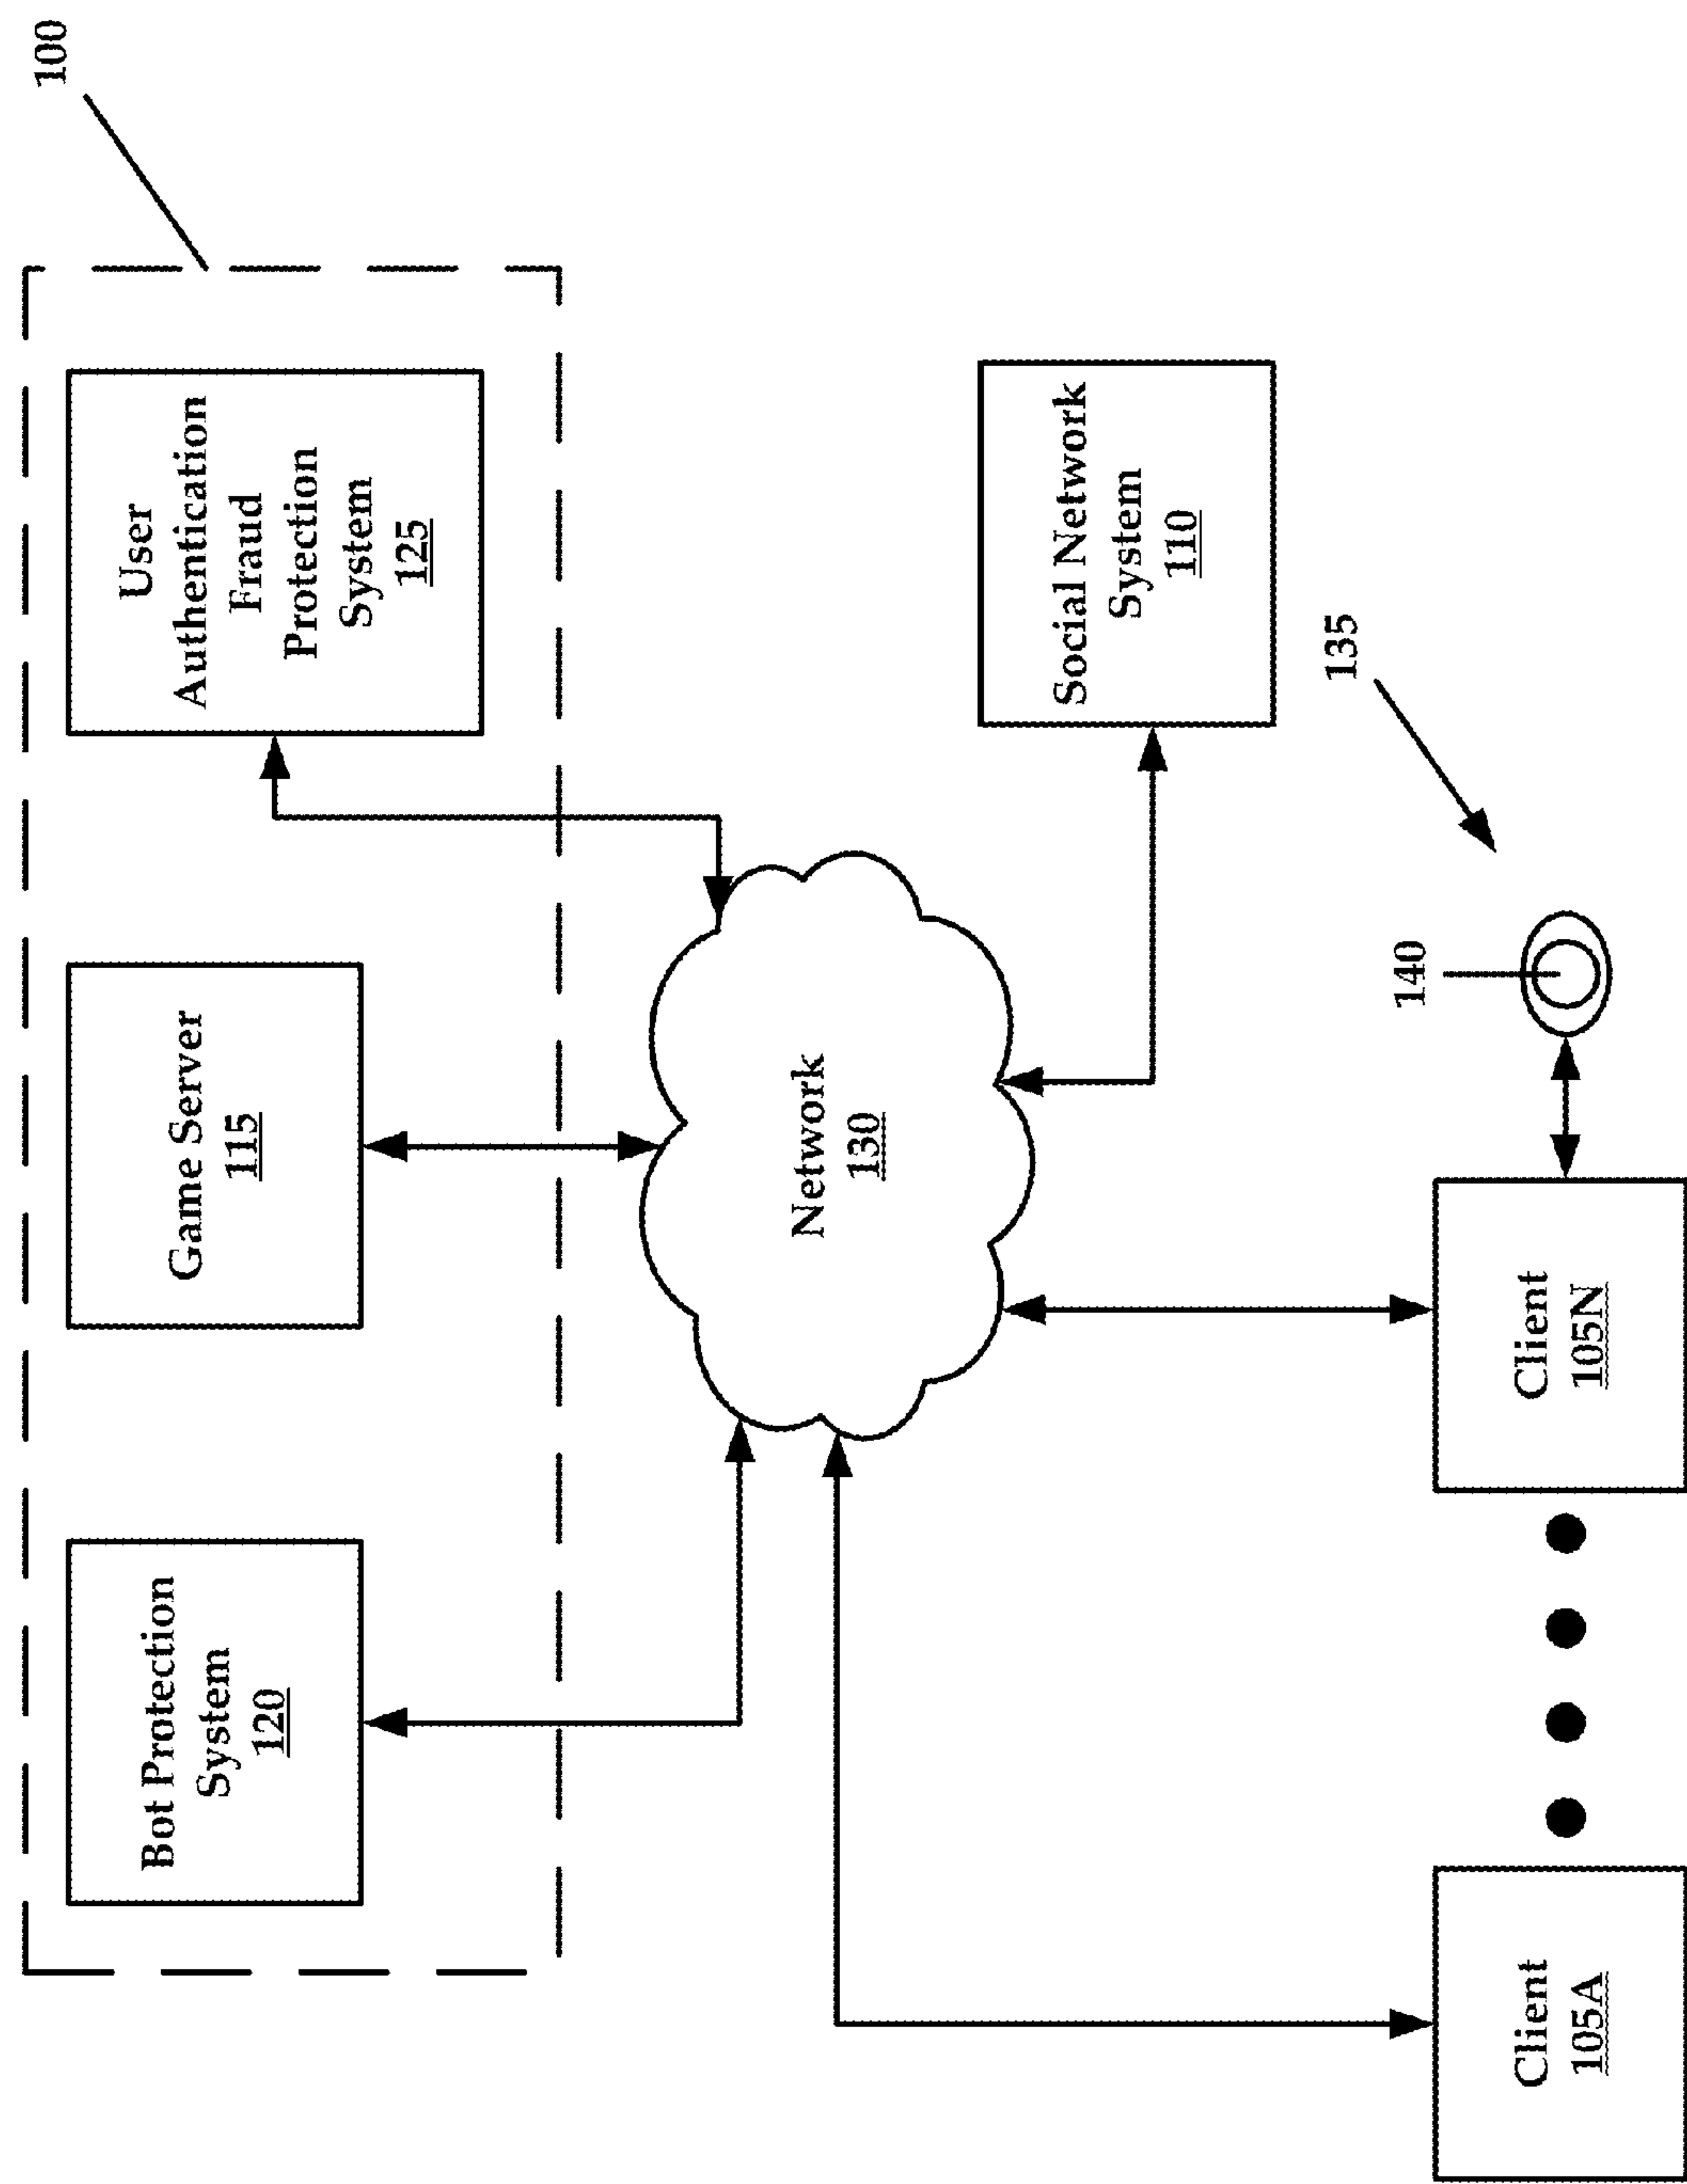 100
Bot Protection
System
120
Game Server
115
User
Authentication
Fraud
Protection
System
125
Network
130
Social Network
System
110
135
140
Client
105A
Client
105N